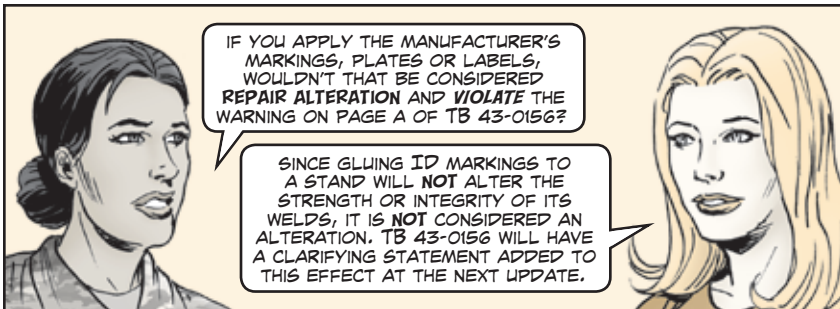 IF YOU APPLY THE MANUFACTURER'S
MARKINGS, PLATES OR LABELS,
WOULDN'T THAT BE CONSIDERED
REPAIR ALTERATION AND VIOLATE THE
WARNING ON PAGE A OF TB 43-0156?
SINCE GLUING ID MARKINGS TO
A STAND WILL NOT ALTER THE
STRENGTH OR INTEGRITY OF ITS
WELDS, IT IS NOT CONSIDERED AN
ALTERATION. TB 43-0156 WILL HAVE
A CLARIFYING STATEMENT ADDED TO
THIS EFFECT AT THE NEXT UPDATE.